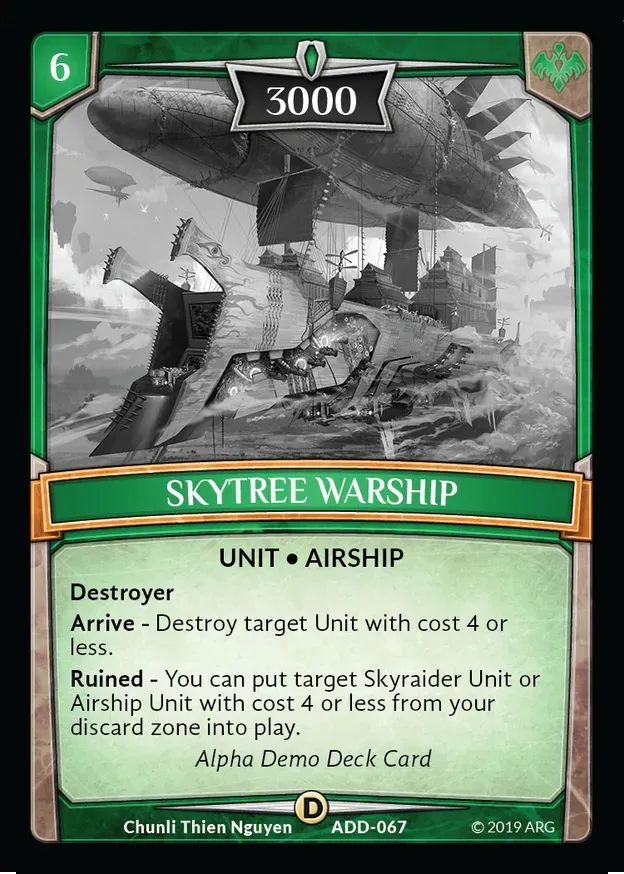 6
3000
SKYTREE WARSHIP
UNIT • AIRSHIP
Destroyer
Arrive - Destroy target Unit with cost 4 or
less.
Ruined - You can put target Skyraider Unit or
Airship Unit with cost 4 or less from your
discard zone into play.
Alpha Demo Deck Card
D
Chunli Thien Nguyen ADD-067 © 2019 ARG